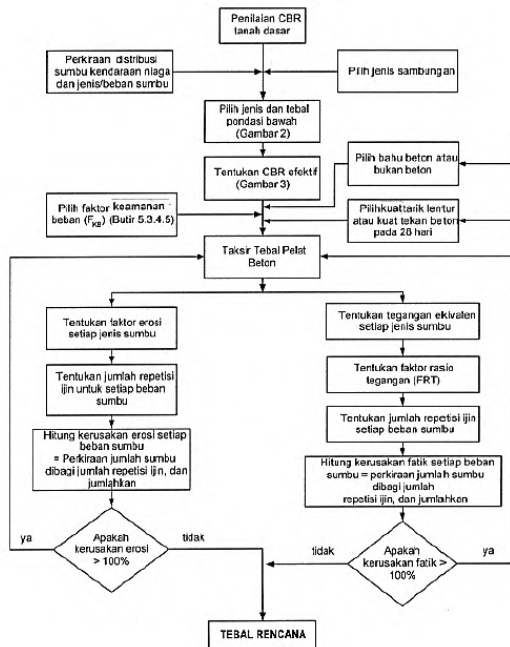 Penilaian CBR
tanah dasar
Perkiraan distribusi
sumbu kendaraan niaga
dan jenis/beban sumbu
Pilih jenis sambungan
Pilih jenis dan tebal
pondasi bawah
(Gambar 2)
Tentukan CBR efektif
(Gambar 3)
Pilih bahu beton atau
bukan beton
Pilih faktor keamanan
beban (FKB) (Butir 5.3.4.5)
Pilihkuattarik lentur
atau kuat tekan beton
pada 28 hari
Taksir Tebal Pelat
Beton
Tentukan faktor erosi
setiap jenis sumbu
Tentukan jumlah repetisi
ijin untuk setiap beban
sumbu
Hitung kerusakan erosi setiap
beban sumbu
= Perkiraan jumlah sumbu
dibagi jumlah repetisi ijin, dan
jumlahkan
ya
Apakah
kerusakan erosi
> 100%
tidak
Tentukan tegangan ekivalen
setiap jenis sumbu
Tentukan faktor rasio
tegangan (FRT)
Tentukan jumlah repetisi ijin
setiap beban sumbu
Hitung kerusakan fatik setiap beban
sumbu = perkiraan jumlah sumbu
dibagi jumlah
repetisi ijin, dan jumlahkan
tidak
Apakah
kerusakan fatik >
100%
ya
TEBAL RENCANA